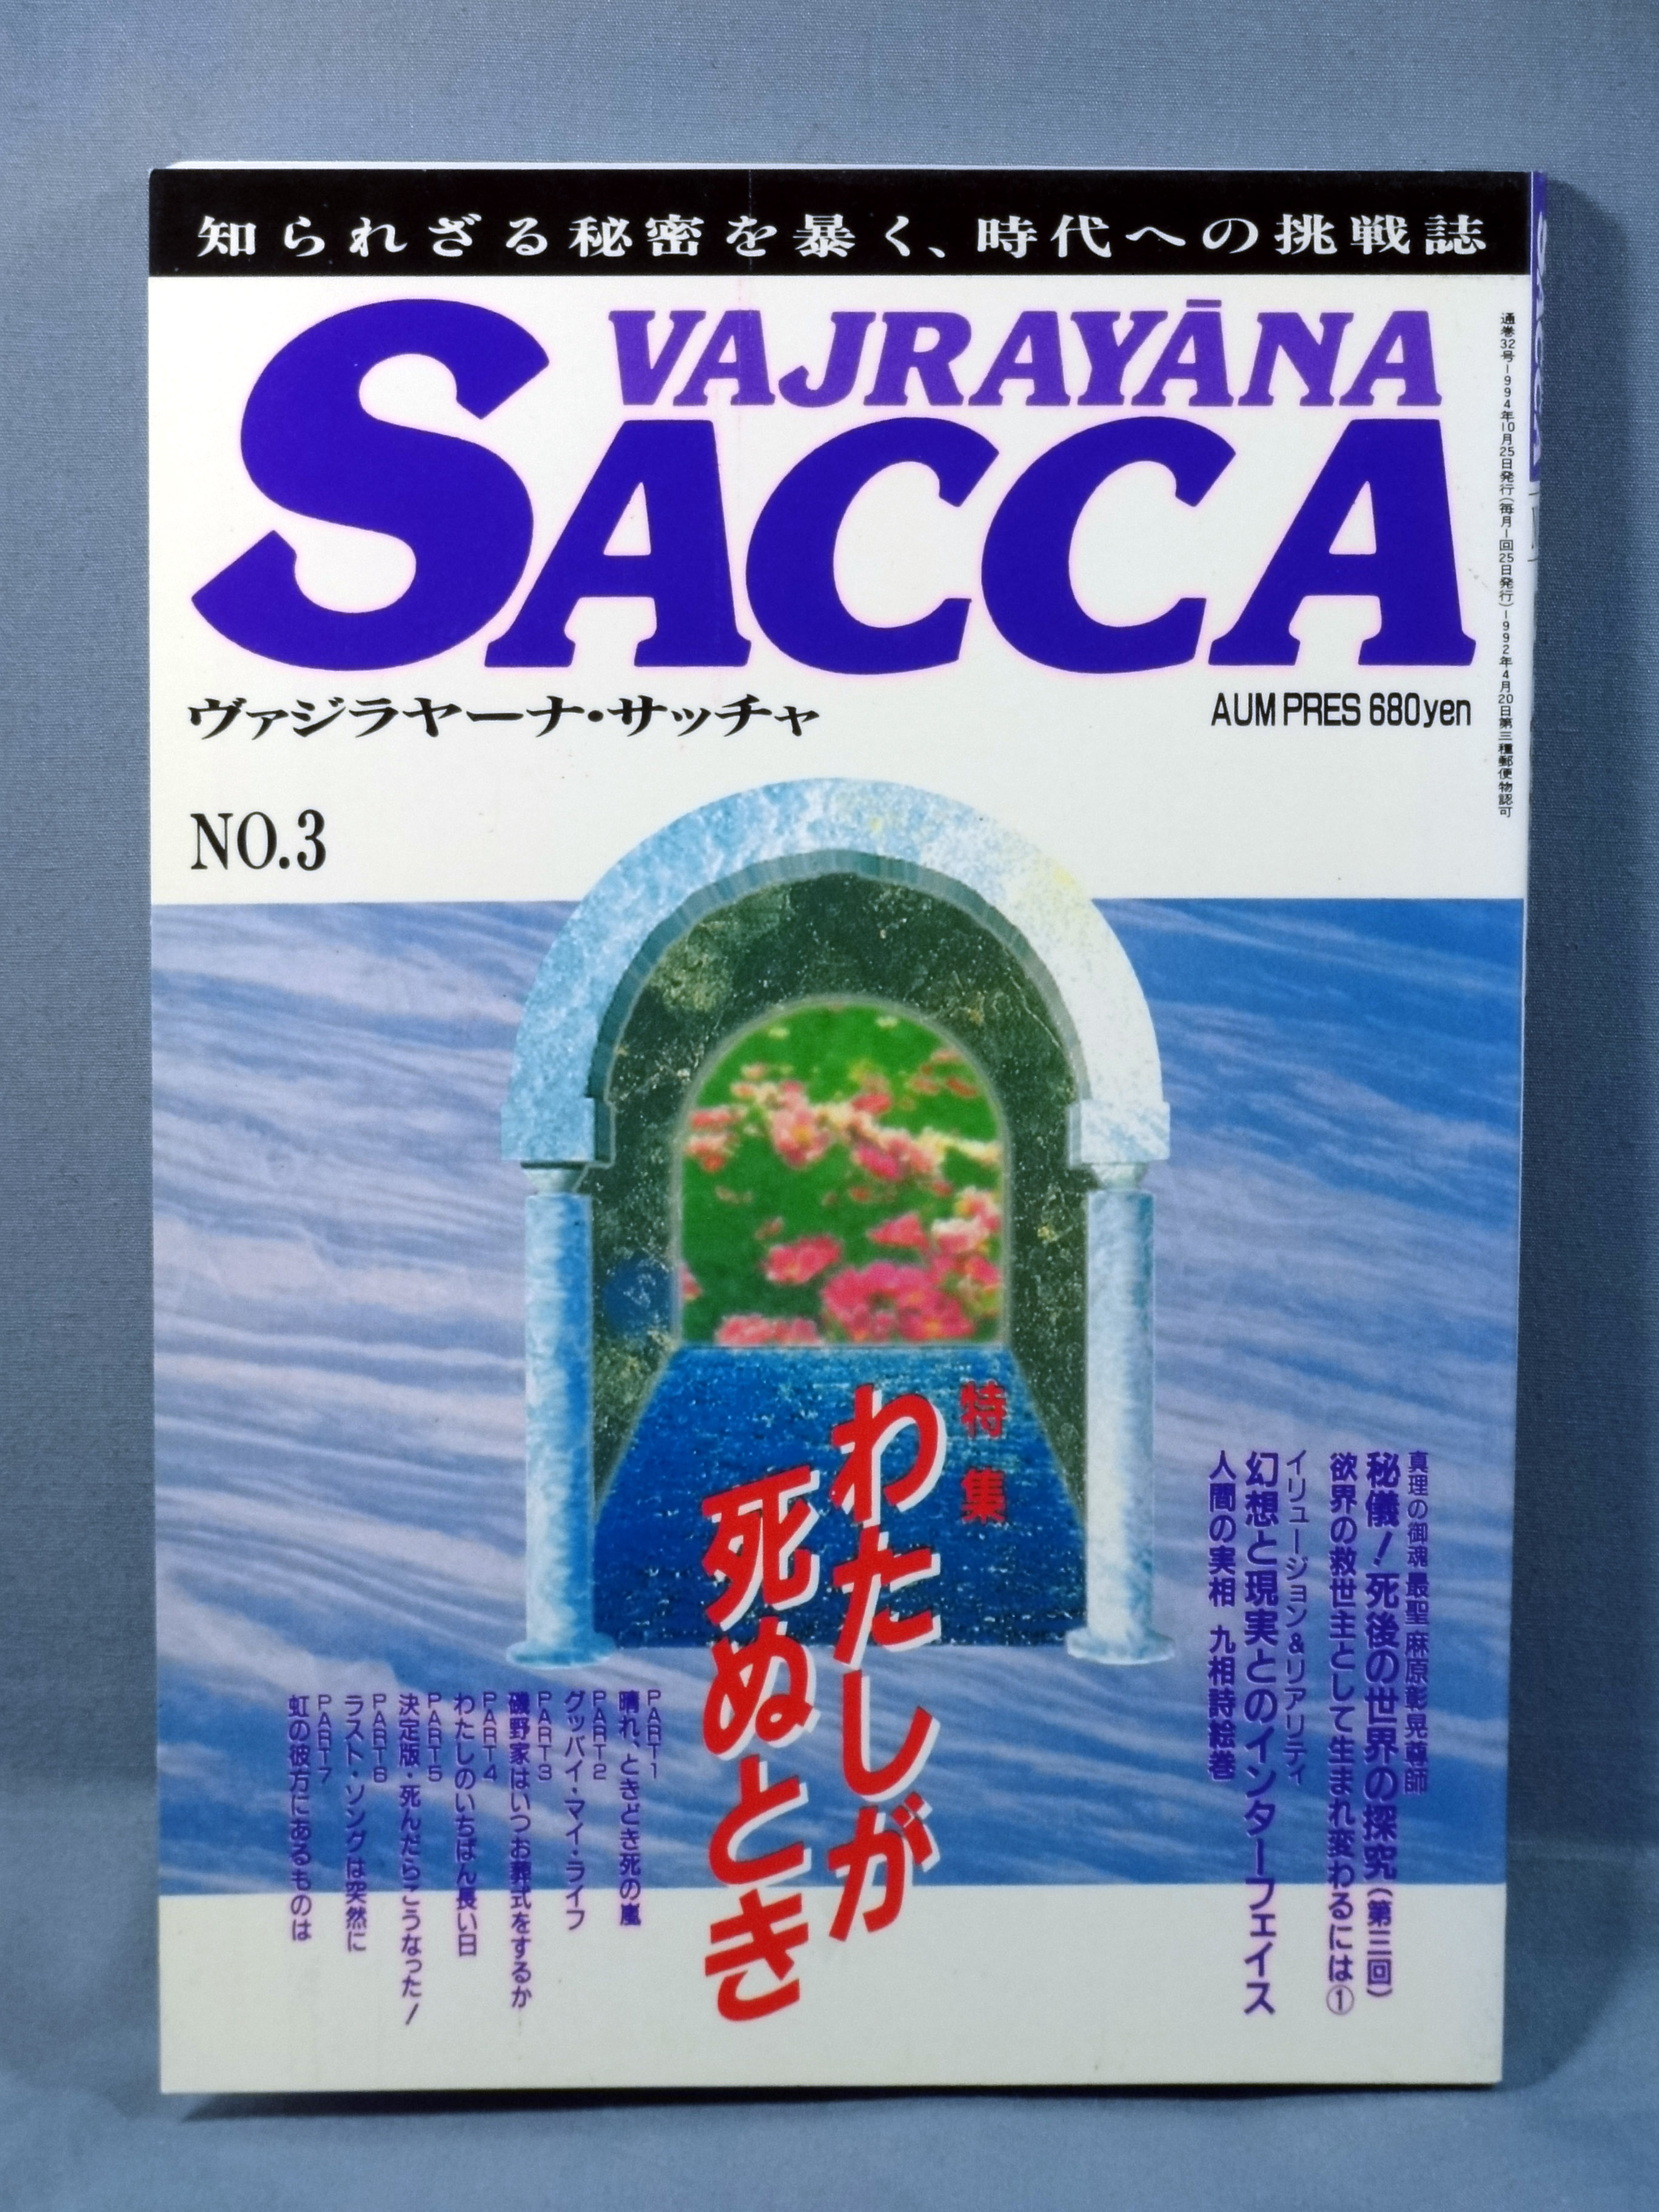 知られざる秘密を暴く、時代への挑戦誌
VAJRAYĀNA
SACCA
ヴァジラヤーナ・サッチャ
AUM PRES 680yen
NO.3
通巻32号1994年10月25日発行(毎月1回25日発行)1992年4月20日第三種郵便物認可
真理の御魂 最聖 麻原彰晃 尊師
秘儀!死後の世界の探究(第三回)
欲界の救世主として生まれ変わるには①
イリュージョン&リアリティ
幻想と現実とのインターフェイス
人間の実相 九相詩絵巻
特集
わたしが
死ぬとき
PART1
晴れ、ときどき死の嵐
PART2
グッバイ・マイ・ライフ
PART3
磯野家はいつお葬式をするか
PART4
わたしのいちばん長い日
PART5
決定版・死んだらこうなった!
PART6
ラスト・ソングは突然に
PART7
虹の彼方にあるものは
SACCA